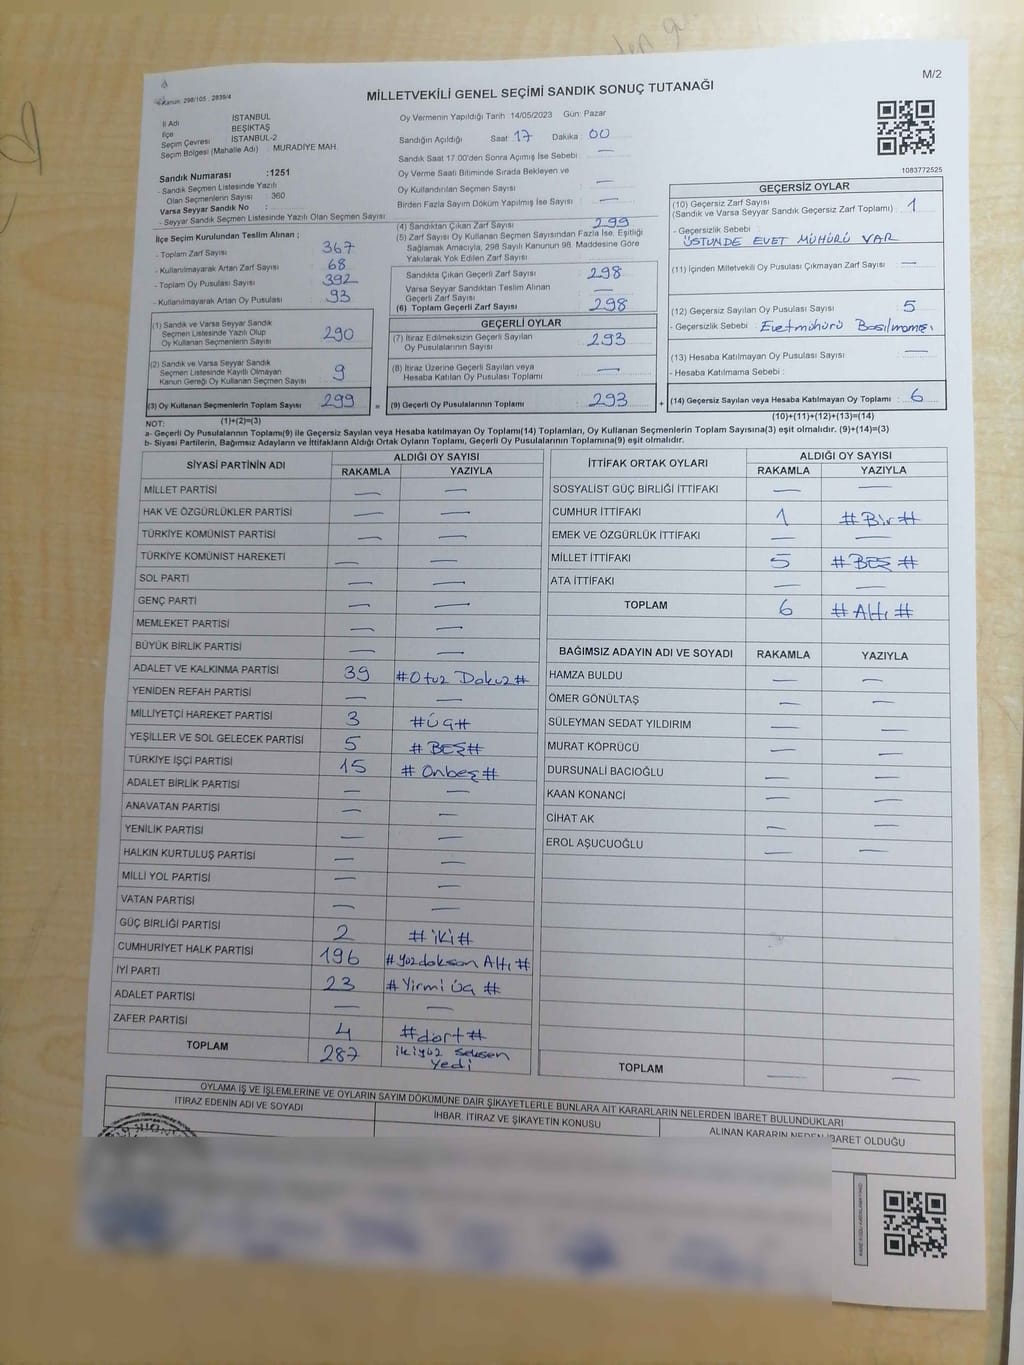 M/2
Kanun: 298/105 , 2839/4
MİLLETVEKİLİ GENEL SEÇİMİ SANDIK SONUÇ TUTANAĞI
İl Adı İSTANBUL
İlçe BEŞİKTAŞ
Seçim Çevresi İSTANBUL-2
Seçim Bölgesi (Mahalle Adı) : MURADİYE MAH.
Sandık Numarası :1251
- Sandık Seçmen Listesinde Yazılı
Olan Seçmenlerin Sayısı : 360
Varsa Seyyar Sandık No :
- Seyyar Sandık Seçmen Listesinde Yazılı Olan Seçmen Sayısı:
Oy Vermenin Yapıldığı Tarih :14/05/2023 Gün: Pazar
Sandığın Açıldığı Saat 17 Dakika 00
Sandık Saat 17:00'den Sonra Açılmış İse Sebebi : —
Oy Verme Saati Bitiminde Sırada Bekleyen ve
Oy Kullandırılan Seçmen Sayısı —
Birden Fazla Sayım Döküm Yapılmış İse Sayısı : —
1083772525
İlçe Seçim Kurulundan Teslim Alınan ;
- Toplam Zarf Sayısı : 367
- Kullanılmayarak Artan Zarf Sayısı : 68
- Toplam Oy Pusulası Sayısı : 392
- Kullanılmayarak Artan Oy Pusulası : 93
(4) Sandıktan Çıkan Zarf Sayısı : 299
(5) Zarf Sayısı Oy Kullanan Seçmen Sayısından Fazla İse, Eşitliği
Sağlamak Amacıyla, 298 Sayılı Kanunun 98. Maddesine Göre
Yakılarak Yok Edilen Zarf Sayısı :
Sandıkta Çıkan Geçerli Zarf Sayısı : 298
Varsa Seyyar Sandıktan Teslim Alınan
Geçerli Zarf Sayısı : —
(6) Toplam Geçerli Zarf Sayısı : 298
GEÇERSİZ OYLAR
(10) Geçersiz Zarf Sayısı : 1
(Sandık ve Varsa Seyyar Sandık Geçersiz Zarf Toplamı)
- Geçersizlik Sebebi :
ÜSTÜNDE EVET MÜHÜRÜ VAR
(11) İçinden Milletvekili Oy Pusulası Çıkmayan Zarf Sayısı : —
(12) Geçersiz Sayılan Oy Pusulası Sayısı : 5
- Geçersizlik Sebebi : Evetmühürü Basılmamış
(13) Hesaba Katılmayan Oy Pusulası Sayısı : —
- Hesaba Katılmama Sebebi :
(14) Geçersiz Sayılan veya Hesaba Katılmayan Oy Toplamı : 6
(10)+(11)+(12)+(13)=(14)
(1) Sandık ve Varsa Seyyar Sandık
Seçmen Listesinde Yazılı Olup
Oy Kullanan Seçmenlerin Sayısı : 290
(2) Sandık ve Varsa Seyyar Sandık
Seçmen Listesinde Kayıtlı Olmayan
Kanun Gereği Oy Kullanan Seçmen Sayısı : 9
(3) Oy Kullanan Seçmenlerin Toplam Sayısı : 299
(1)+(2)=(3)
GEÇERLİ OYLAR
(7) İtiraz Edilmeksizin Geçerli Sayılan
Oy Pusulalarının Sayısı : 293
(8) İtiraz Üzerine Geçerli Sayılan veya
Hesaba Katılan Oy Pusulası Toplamı : —
= (9) Geçerli Oy Pusulalarının Toplamı : 293 +
NOT:
a- Geçerli Oy Pusulalarının Toplamı(9) ile Geçersiz Sayılan veya Hesaba katılmayan Oy Toplamı(14) Toplamları, Oy Kullanan Seçmenlerin Toplam Sayısına(3) eşit olmalıdır. (9)+(14)=(3)
b- Siyasi Partilerin, Bağımsız Adayların ve İttifakların Aldığı Ortak Oyların Toplamı, Geçerli Oy Pusulalarının Toplamına(9) eşit olmalıdır.
SİYASİ PARTİNİN ADI ALDIĞI OY SAYISI
RAKAMLA YAZIYLA
MİLLET PARTİSİ — —
HAK VE ÖZGÜRLÜKLER PARTİSİ — —
TÜRKİYE KOMÜNİST PARTİSİ — —
TÜRKİYE KOMÜNİST HAREKETİ — —
SOL PARTİ — —
GENÇ PARTİ — —
MEMLEKET PARTİSİ — —
BÜYÜK BİRLİK PARTİSİ — —
ADALET VE KALKINMA PARTİSİ 39 #Otuz Dokuz#
YENİDEN REFAH PARTİSİ — —
MİLLİYETÇİ HAREKET PARTİSİ 3 #Üç#
YEŞİLLER VE SOL GELECEK PARTİSİ 5 #BEŞ#
TÜRKİYE İŞÇİ PARTİSİ 15 #Onbeş#
ADALET BİRLİK PARTİSİ — —
ANAVATAN PARTİSİ — —
YENİLİK PARTİSİ — —
HALKIN KURTULUŞ PARTİSİ — —
MİLLİ YOL PARTİSİ — —
VATAN PARTİSİ — —
GÜÇ BİRLİĞİ PARTİSİ 2 #iki#
CUMHURİYET HALK PARTİSİ 196 #Yüzdoksan Altı#
İYİ PARTİ 23 #Yirmi üç#
ADALET PARTİSİ — —
ZAFER PARTİSİ 4 #dört#
TOPLAM 287 ikiyüz seksen
yedi
İTTİFAK ORTAK OYLARI ALDIĞI OY SAYISI
RAKAMLA YAZIYLA
SOSYALİST GÜÇ BİRLİĞİ İTTİFAKI — —
CUMHUR İTTİFAKI 1 #Bir#
EMEK VE ÖZGÜRLÜK İTTİFAKI — —
MİLLET İTTİFAKI 5 #BEŞ#
ATA İTTİFAKI — —
TOPLAM 6 #Altı#
BAĞIMSIZ ADAYIN ADI VE SOYADI RAKAMLA YAZIYLA
HAMZA BULDU — —
ÖMER GÖNÜLTAŞ — —
SÜLEYMAN SEDAT YILDIRIM — —
MURAT KÖPRÜCÜ — —
DURSUNALİ BACIOĞLU — —
KAAN KONANCİ — —
CİHAT AK — —
EROL AŞUCUOĞLU — —
TOPLAM — —
OYLAMA İŞ VE İŞLEMLERİNE VE OYLARIN SAYIM DÖKÜMÜNE DAİR ŞİKAYETLERLE BUNLARA AİT KARARLARIN NELERDEN İBARET BULUNDUKLARI
İTİRAZ EDENİN ADI VE SOYADI
İHBAR, İTİRAZ VE ŞİKAYETİN KONUSU
ALINAN KARARIN NEDEN İBARET OLDUĞU